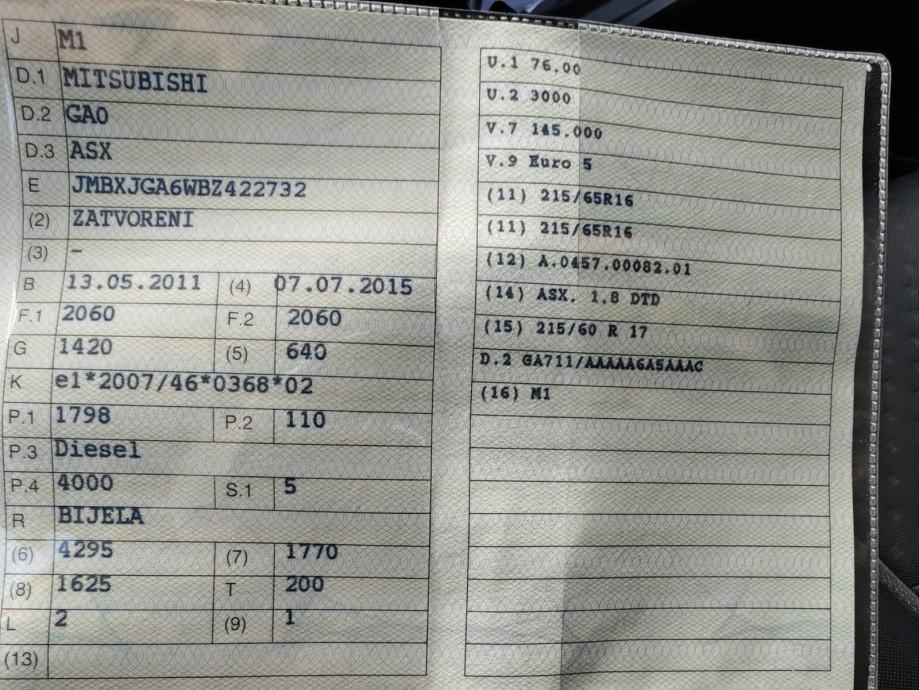 J M1
D.1 MITSUBISHI
D.2 GA0
D.3 ASX
E JMBXJGA6WBZ422732
(2) ZATVORENI
(3) -
B 13.05.2011 (4) 07.07.2015
F.1 2060 F.2 2060
G 1420 (5) 640
K e1*2007/46*0368*02
P.1 1798 P.2 110
P.3 Diesel
P.4 4000 S.1 5
R BIJELA
(6) 4295 (7) 1770
(8) 1625 T 200
L 2 (9) 1
(13)
U.1 76.00
U.2 3000
V.7 145.000
V.9 Euro 5
(11) 215/65R16
(11) 215/65R16
(12) A.0457.00082.01
(14) ASX, 1,8 DTD
(15) 215/60 R 17
D.2 GA711/AAAAA6A5AAAC
(16) M1